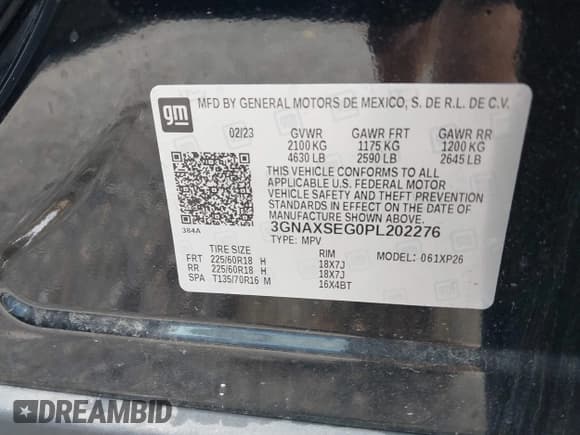 gm
MFD BY GENERAL MOTORS DE MEXICO, S. DE R.L. DE C.V.
02/23 GVWR GAWR FRT GAWR RR
2100 KG 1175 KG 1200 KG
4630 LB 2590 LB 2645 LB
THIS VEHICLE CONFORMS TO ALL
APPLICABLE U.S. FEDERAL MOTOR
VEHICLE SAFETY AND THEFT
PREVENTION STANDARDS IN EFFECT
ON THE DATE OF MANUFACTURE
SHOWN ABOVE.
384A 3GNAXSEG0PL202276
TYPE: MPV
TIRE SIZE RIM MODEL: 061XP26
FRT 225/60R18 H 18X7J
RR 225/60R18 H 18X7J
SPA T135/70R16 M 16X4BT
DREAMBID